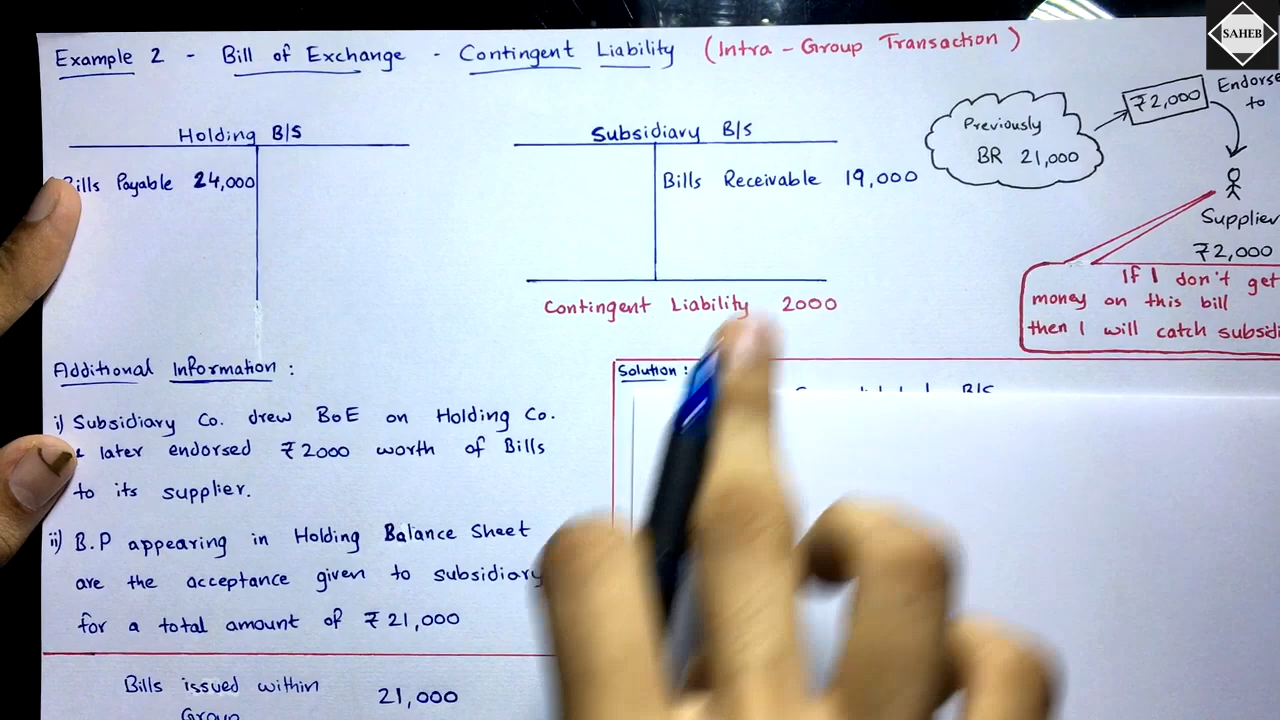 SAHEB
Example 2 - Bill of Exchange - Contingent Liability (Intra-Group Transaction)
Holding B/S
Bills Payable 24,000
Subsidiary B/S
Bills Receivable 19,000
Contingent Liability 2000
Previously
BR 21,000
₹2,000
Endorse
to
Supplier
₹2,000
If I don't get
money on this bill
then I will catch
Additional Information:
i) Subsidiary Co. drew BoE on Holding Co.
later endorsed ₹2000 worth of Bills
to its supplier.
ii) B.P appearing in Holding Balance Sheet
are the acceptance given to subsidiary
for a total amount of ₹21,000
Bills issued within 21,000
Group
Solution:
B/S